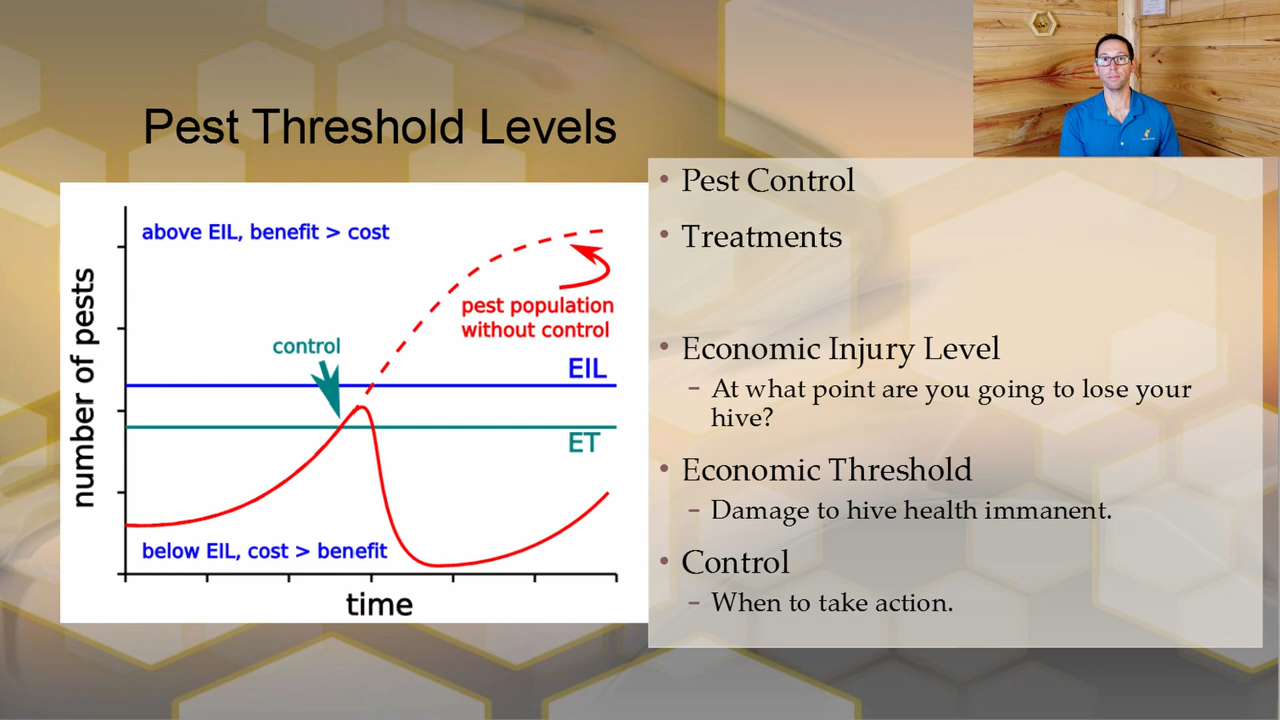 Pest Threshold Levels
above EIL, benefit > cost
pest population
without control
control
EIL
ET
below EIL, cost > benefit
number of pests
time
• Pest Control
• Treatments
• Economic Injury Level
– At what point are you going to lose your
hive?
• Economic Threshold
– Damage to hive health immanent.
• Control
– When to take action.